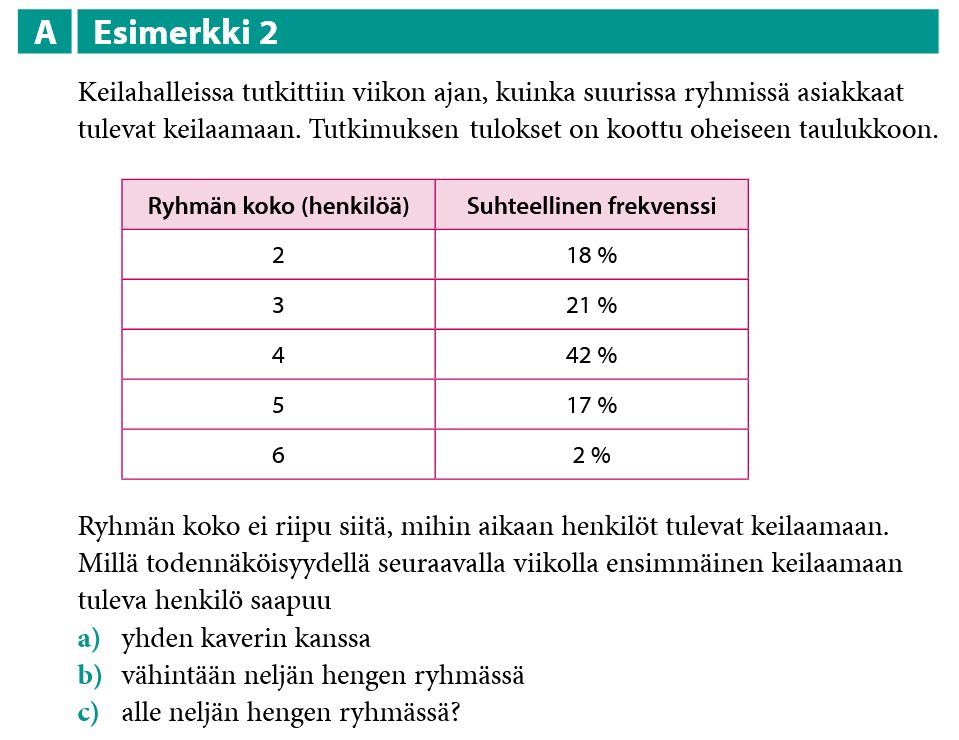 A Esimerkki 2
Keilahalleissa tutkittiin viikon ajan, kuinka suurissa ryhmissä asiakkaat
tulevat keilaamaan. Tutkimuksen tulokset on koottu oheiseen taulukkoon.
Ryhmän koko (henkilöä) Suhteellinen frekvenssi
2 18 %
3 21 %
4 42 %
5 17 %
6 2 %
Ryhmän koko ei riipu siitä, mihin aikaan henkilöt tulevat keilaamaan.
Millä todennäköisyydellä seuraavalla viikolla ensimmäinen keilaamaan
tuleva henkilö saapuu
a) yhden kaverin kanssa
b) vähintään neljän hengen ryhmässä
c) alle neljän hengen ryhmässä?